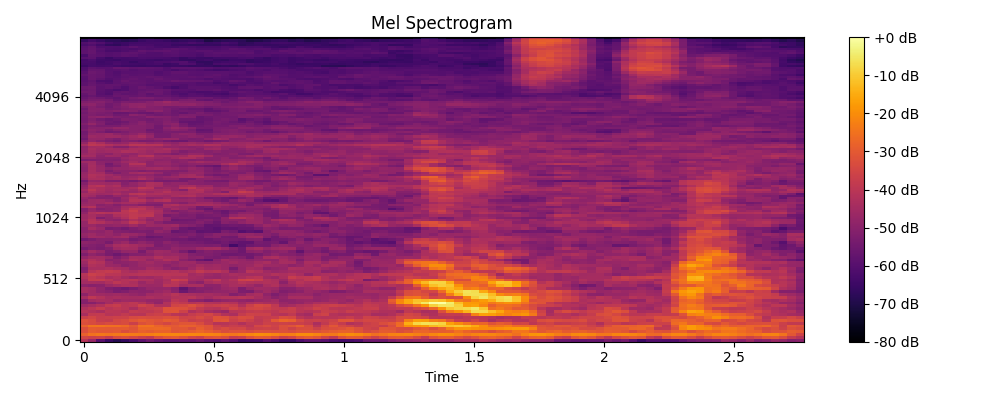 Mel Spectrogram
Hz
4096
2048
1024
512
0
0
0.5
1
1.5
2
2.5
Time
+0 dB
-10 dB
-20 dB
-30 dB
-40 dB
-50 dB
-60 dB
-70 dB
-80 dB